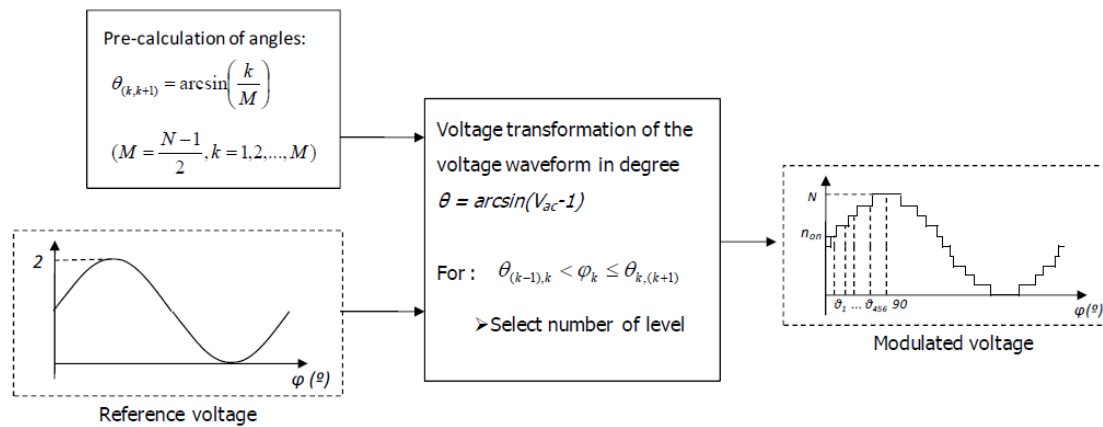 Pre-calculation of angles:
θ(k,k+1) = arcsin(k/M)
(M = N−1/2, k = 1,2,..., M)
2
φ (º)
Reference voltage
Voltage transformation of the
voltage waveform in degree
θ = arcsin(Vac-1)
For : θ(k−1),k < φk ≤ θk,(k+1)
➢Select number of level
N
non
ϑ1 ... ϑ456 90
φ(º)
Modulated voltage